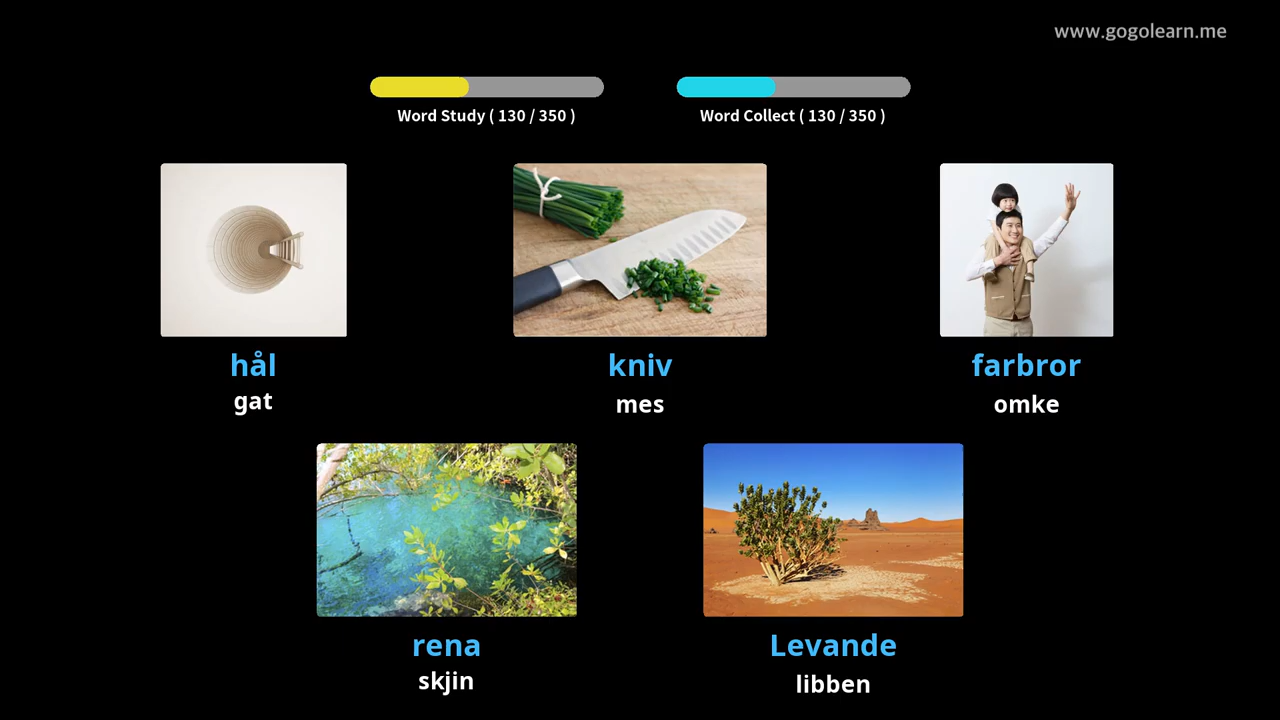 www.gogolearn.me
Word Study ( 130 / 350 )
Word Collect ( 130 / 350 )
hål
gat
kniv
mes
farbror
omke
rena
skjin
Levande
libben